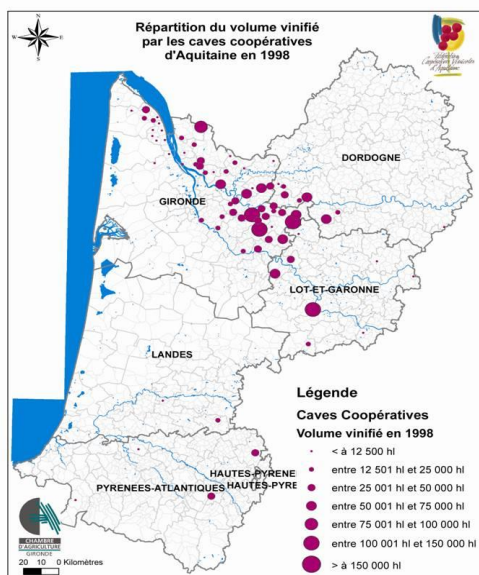 Répartition du volume vinifié
par les caves coopératives
d'Aquitaine en 1998
N
W
E
S
DORDOGNE
GIRONDE
LOT-ET-GARONNE
LANDES
HAUTES-PYRENE
HAUTES-PYRE
PYRENEES-ATLANTIQUES
Légende
Caves Coopératives
Volume vinifié en 1998
< à 12 500 hl
entre 12 501 hl et 25 000 hl
entre 25 001 hl et 50 000 hl
entre 50 001 hl et 75 000 hl
entre 75 001 hl et 100 000 hl
entre 100 001 hl et 150 000 hl
> à 150 000 hl
CHAMBRE
D'AGRICULTURE
GIRONDE
20 10 0 Kilomètres